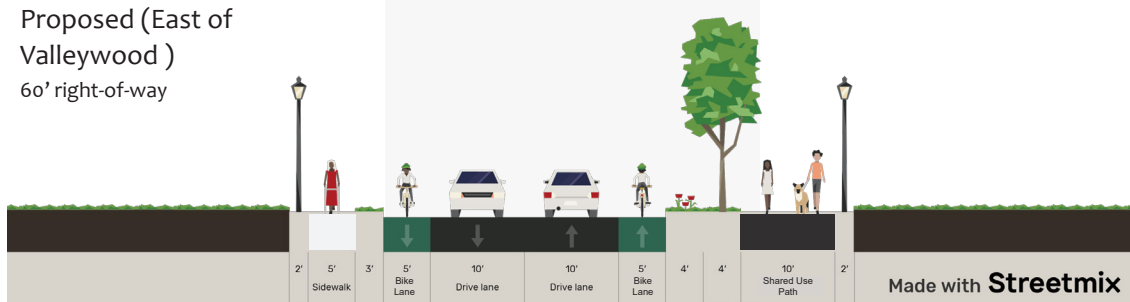 Proposed (East of
Valleywood )
60’ right-of-way
2' 5' 3' 5' 10' 10' 5' 4' 4' 10' 2'
Sidewalk Bike Lane Drive lane Drive lane Bike Lane Shared Use Path
Made with Streetmix